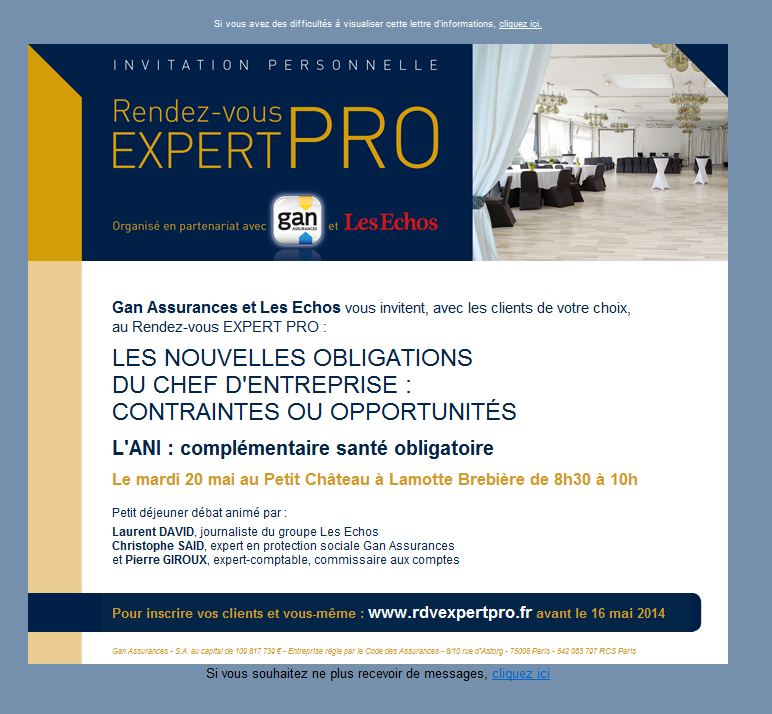 Si vous avez des difficultés à visualiser cette lettre d'informations, cliquez ici.
INVITATION PERSONNELLE
Rendez-vous
EXPERT PRO
Organisé en partenariat avec gan ASSURANCES et Les Echos
Gan Assurances et Les Echos vous invitent, avec les clients de votre choix,
au Rendez-vous EXPERT PRO :
LES NOUVELLES OBLIGATIONS
DU CHEF D'ENTREPRISE :
CONTRAINTES OU OPPORTUNITÉS
L'ANI : complémentaire santé obligatoire
Le mardi 20 mai au Petit Château à Lamotte Brebière de 8h30 à 10h
Petit déjeuner débat animé par :
Laurent DAVID, journaliste du groupe Les Echos
Christophe SAID, expert en protection sociale Gan Assurances
et Pierre GIROUX, expert-comptable, commissaire aux comptes
Pour inscrire vos clients et vous-même : www.rdvexpertpro.fr avant le 16 mai 2014
Gan Assurances - S.A. au capital de 109 817 739 € - Entreprise régie par le Code des Assurances - 8/10 rue d'Astorg - 75008 Paris - 542 063 797 RCS Paris
Si vous souhaitez ne plus recevoir de messages, cliquez ici